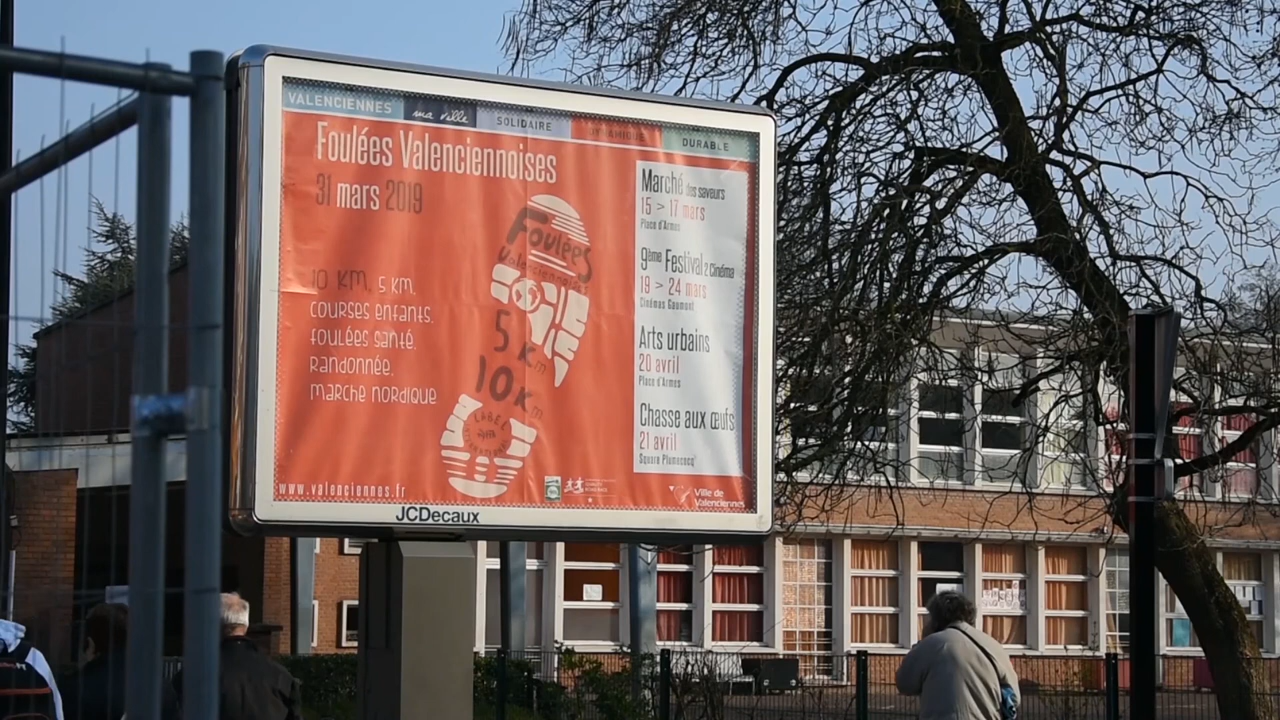 VALENCIENNES ma ville SOLIDAIRE DYNAMIQUE DURABLE
Foulées Valenciennoises
31 mars 2019
10 km, 5 km,
courses enfants,
foulées santé,
randonnée,
marche nordique
Foulées
Valenciennoises
5 km
10 km
LABEL
Marché des saveurs
15 > 17 mars
Place d'Armes
9ème Festival 2 Cinéma
19 > 24 mars
Cinémas Gaumont
Arts urbains
20 avril
Place d'Armes
Chasse aux œufs
21 avril
Square
www.valenciennes.fr
Ville de
Valenciennes
JCDecaux